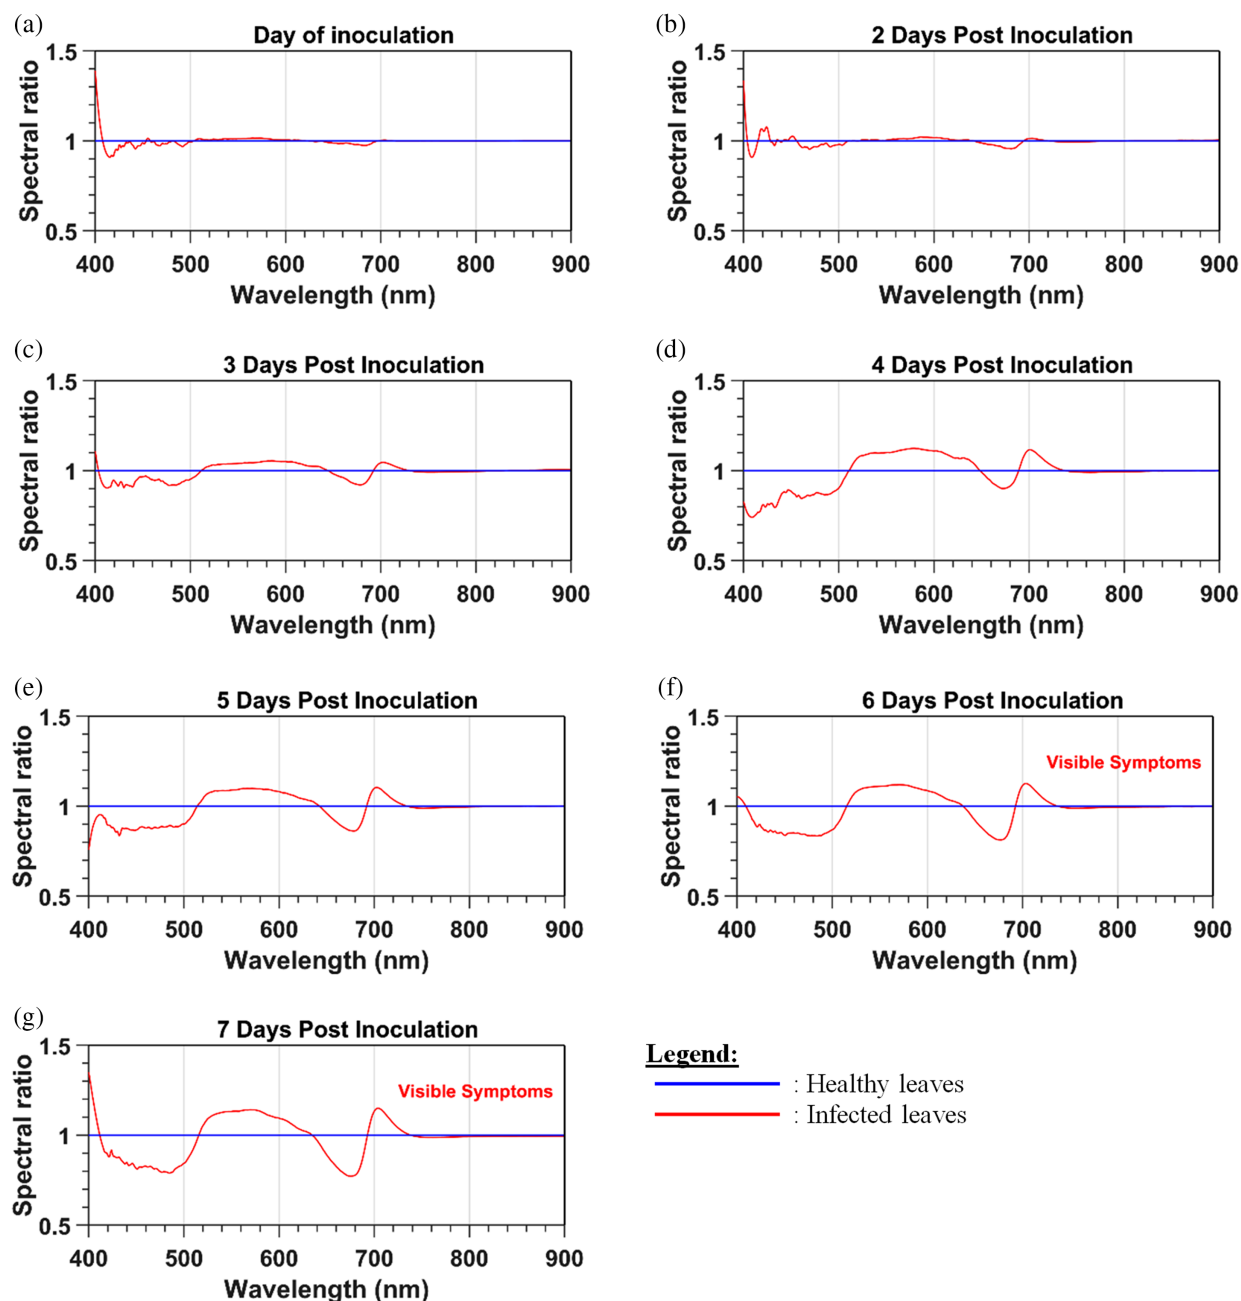 (a)
Day of inoculation
1.5
1
0.5
Spectral ratio
400 500 600 700 800 900
Wavelength (nm)
(b)
2 Days Post Inoculation
1.5
1
0.5
Spectral ratio
400 500 600 700 800 900
Wavelength (nm)
(c)
3 Days Post Inoculation
1.5
1
0.5
Spectral ratio
400 500 600 700 800 900
Wavelength (nm)
(d)
4 Days Post Inoculation
1.5
1
0.5
Spectral ratio
400 500 600 700 800 900
Wavelength (nm)
(e)
5 Days Post Inoculation
1.5
1
0.5
Spectral ratio
400 500 600 700 800 900
Wavelength (nm)
(f)
6 Days Post Inoculation
1.5
1
0.5
Spectral ratio
Visible Symptoms
400 500 600 700 800 900
Wavelength (nm)
(g)
7 Days Post Inoculation
1.5
1
0.5
Spectral ratio
Visible Symptoms
400 500 600 700 800 900
Wavelength (nm)
Legend:
: Healthy leaves
: Infected leaves